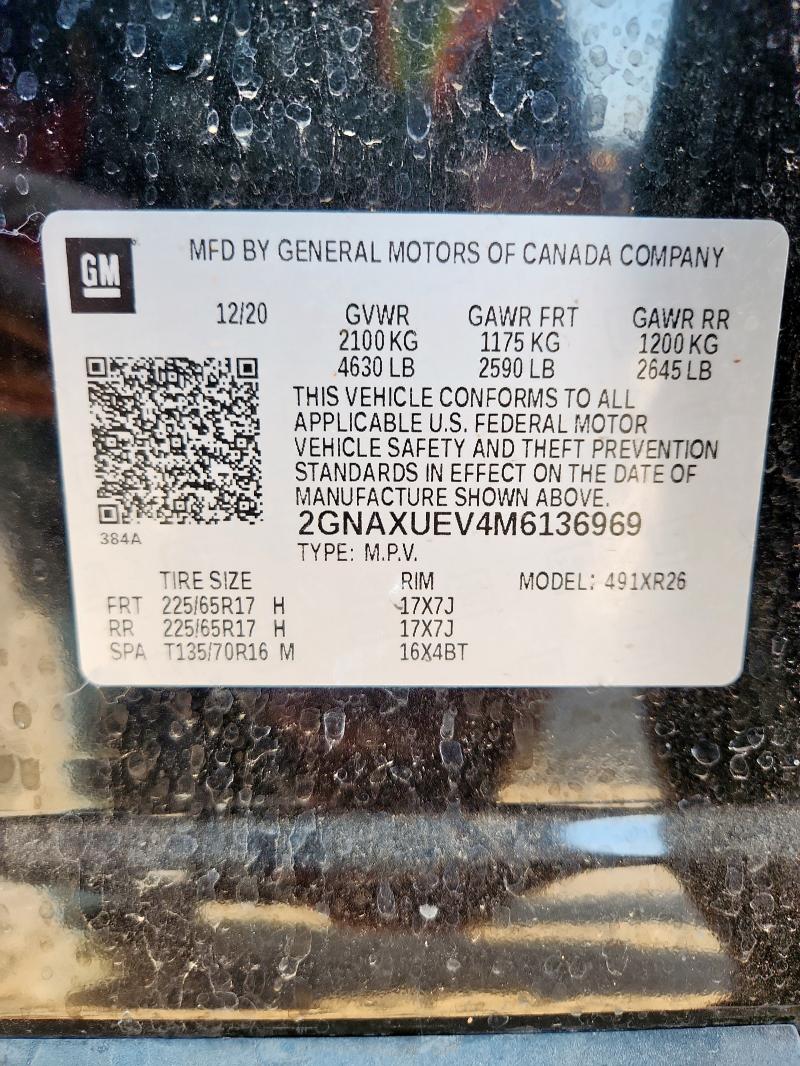 GM
MFD BY GENERAL MOTORS OF CANADA COMPANY
12/20 GVWR GAWR FRT GAWR RR
2100 KG 1175 KG 1200 KG
4630 LB 2590 LB 2645 LB
THIS VEHICLE CONFORMS TO ALL
APPLICABLE U.S. FEDERAL MOTOR
VEHICLE SAFETY AND THEFT PREVENTION
STANDARDS IN EFFECT ON THE DATE OF
MANUFACTURE SHOWN ABOVE.
384A
2GNAXUEV4M6136969
TYPE: M.P.V.
TIRE SIZE RIM MODEL: 491XR26
FRT 225/65R17 H 17X7J
RR 225/65R17 H 17X7J
SPA T135/70R16 M 16X4BT